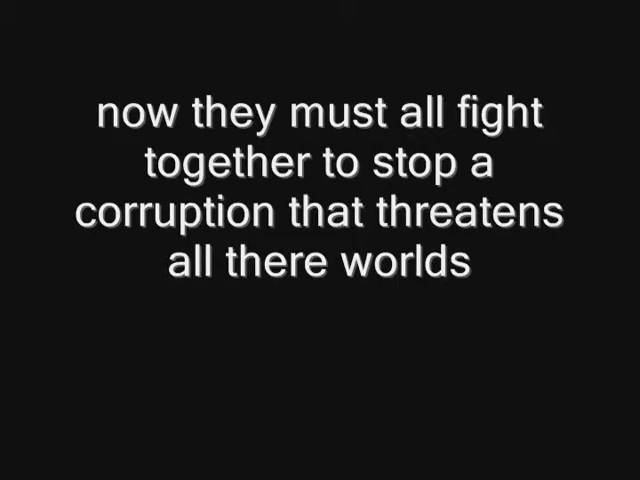 now they must all fight
together to stop a
corruption that threatens
all there worlds